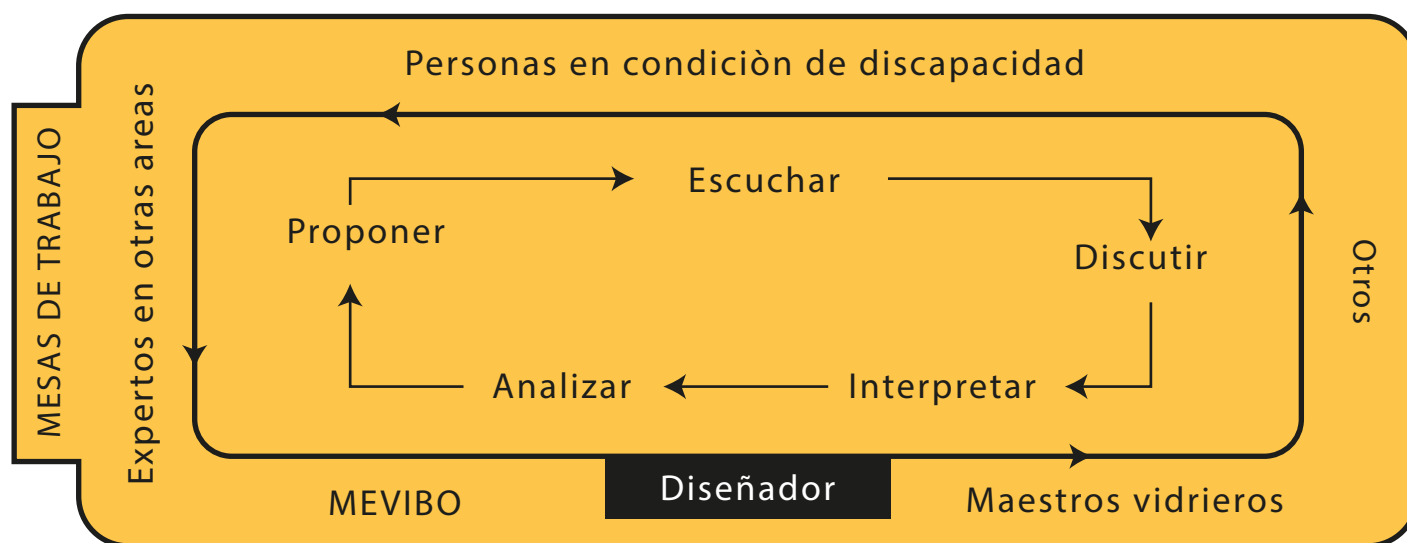 Personas en condiciòn de discapacidad
MESAS DE TRABAJO
Expertos en otras areas
Escuchar
Proponer
Discutir
Otros
Analizar
Interpretar
MEVIBO
Diseñador
Maestros vidrieros